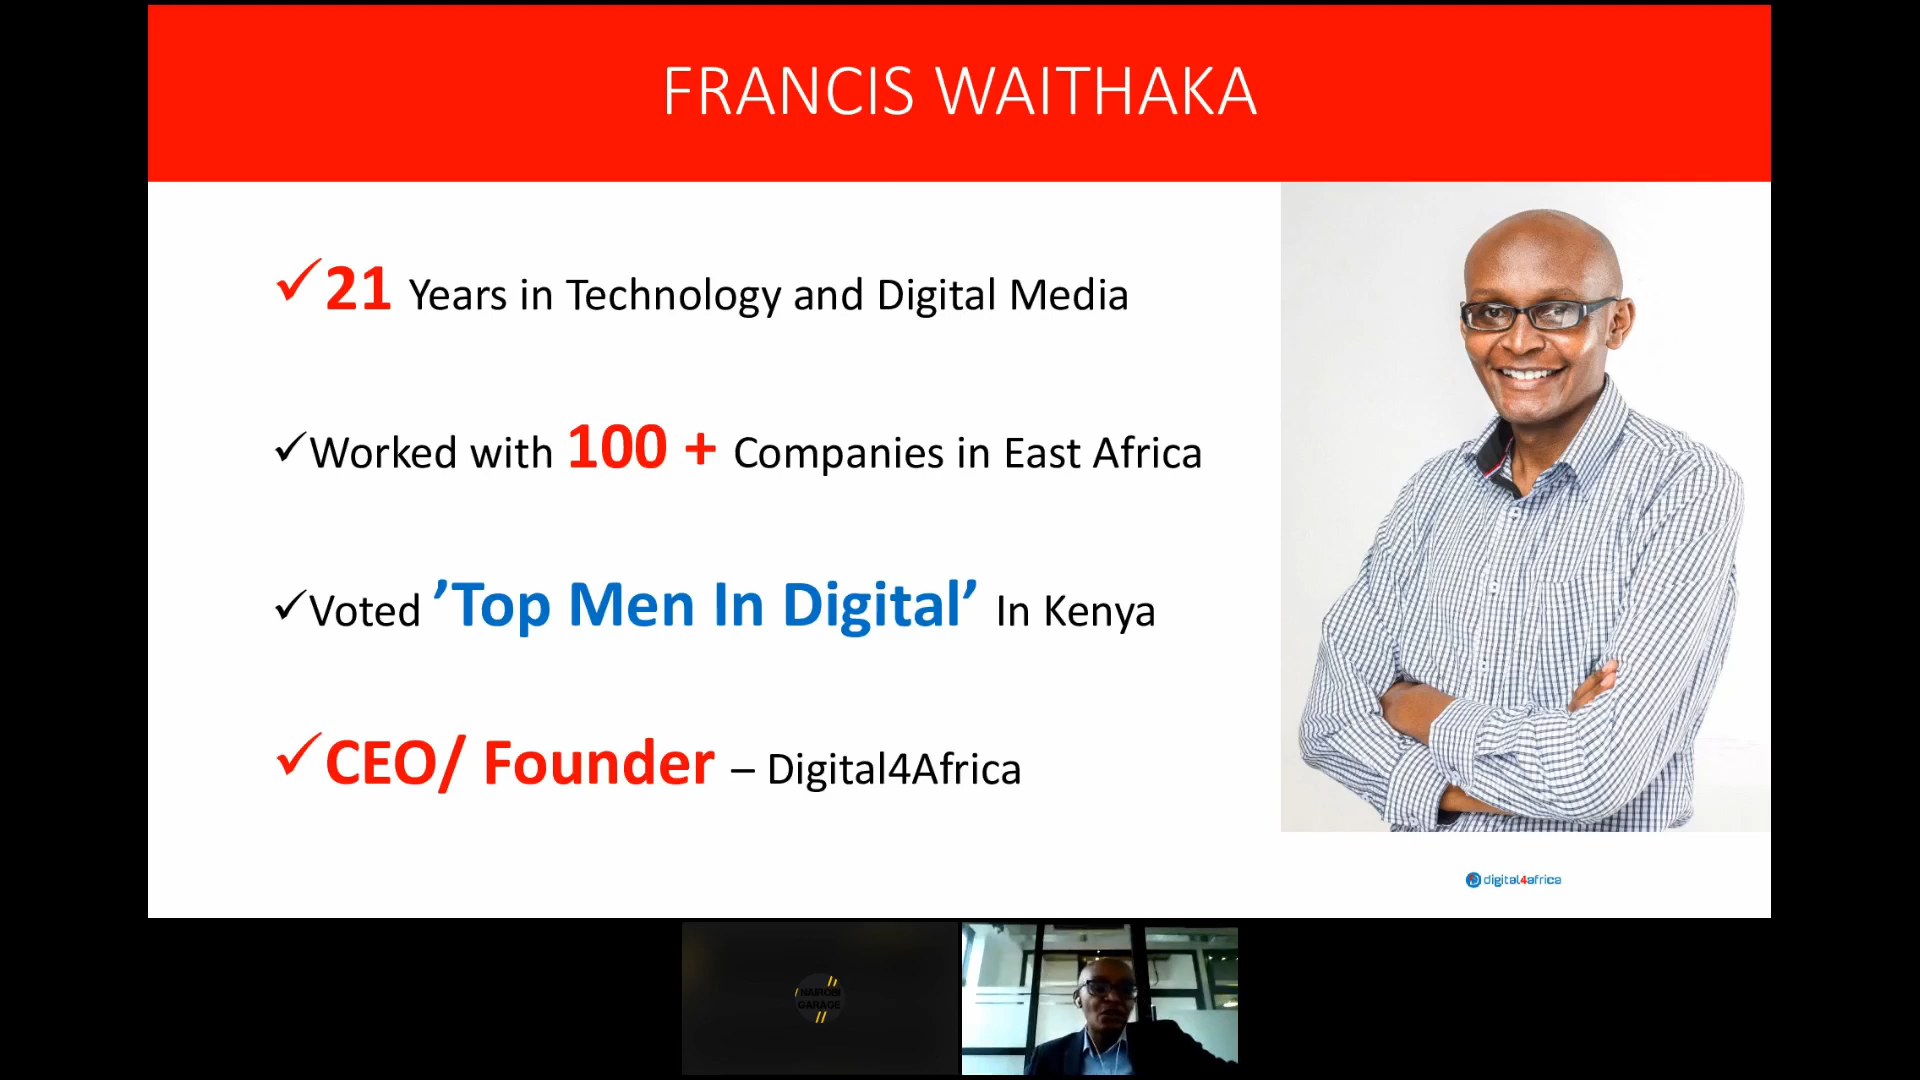 FRANCIS WAITHAKA
✓21 Years in Technology and Digital Media
✓Worked with 100 + Companies in East Africa
✓Voted ’Top Men In Digital’ In Kenya
✓CEO/ Founder – Digital4Africa
digital4africa
NAIROBI
GARAGE